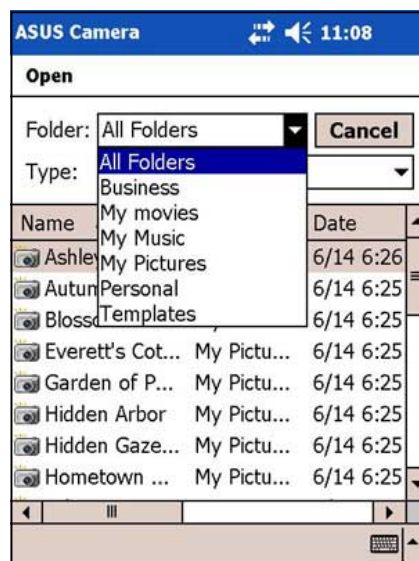 ASUS Camera 11:08
Open
Folder: All Folders Cancel
Type: All Folders
Business
My movies
My Music
My Pictures
Personal
Templates
Name Date
Ashley 6/14 6:26
Autum 6/14 6:25
6/14 6:25
Everett's Cot... My Pictu... 6/14 6:25
Garden of P... My Pictu... 6/14 6:25
Hidden Arbor My Pictu... 6/14 6:25
Hidden Gaze... My Pictu... 6/14 6:25
Hometown ... My Pictu... 6/14 6:25